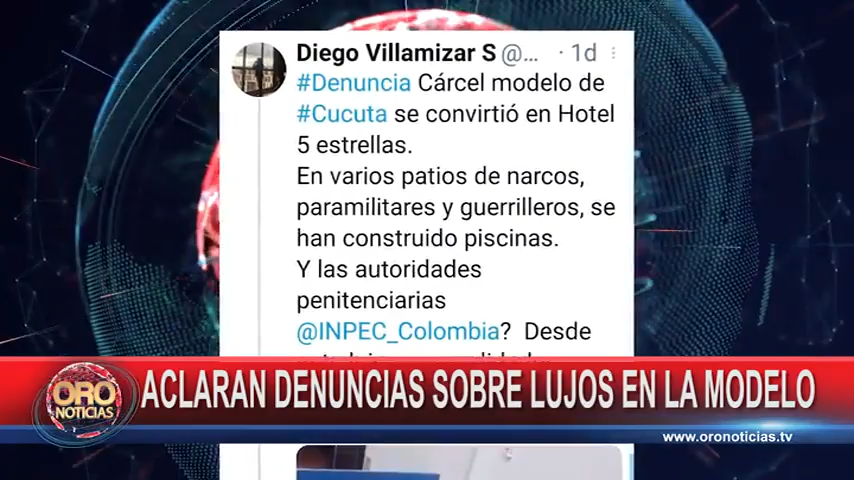 Diego Villamizar S @... · 1d
#Denuncia Cárcel modelo de
#Cucuta se convirtió en Hotel
5 estrellas.
En varios patios de narcos,
paramilitares y guerrilleros, se
han construido piscinas.
Y las autoridades
penitenciarias
@INPEC_Colombia? Desde
ORO
NOTICIAS
ACLARAN DENUNCIAS SOBRE LUJOS EN LA MODELO
www.oronoticias.tv